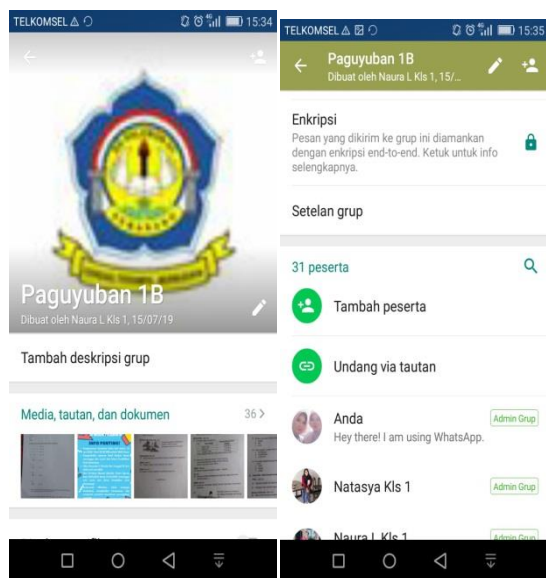 TELKOMSEL 15:34
Paguyuban 1B
Dibuat oleh Naura L Kls 1, 15/07/19
Tambah deskripsi grup
Media, tautan, dan dokumen 36 >
TELKOMSEL 15:35
Paguyuban 1B
Dibuat oleh Naura L Kls 1, 15/...
Enkripsi
Pesan yang dikirim ke grup ini diamankan
dengan enkripsi end-to-end. Ketuk untuk info
selengkapnya.
Setelan grup
31 peserta
Tambah peserta
Undang via tautan
Anda Admin Grup
Hey there! I am using WhatsApp.
Natasya Kls 1 Admin Grup
Naura L Kls 1 Admin Grup